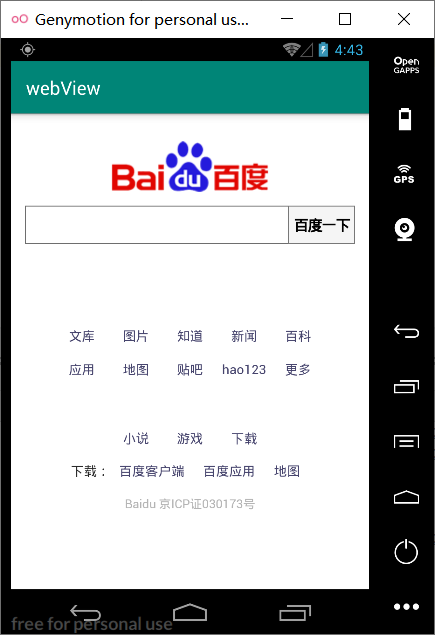 Genymotion for personal us...
4:43
Open
GAPPS
webView
GPS
Bai du 百度
百度一下
文库 图片 知道 新闻 百科
应用 地图 贴吧 hao123 更多
小说 游戏 下载
下载： 百度客户端 百度应用 地图
Baidu 京ICP证030173号
free for personal use